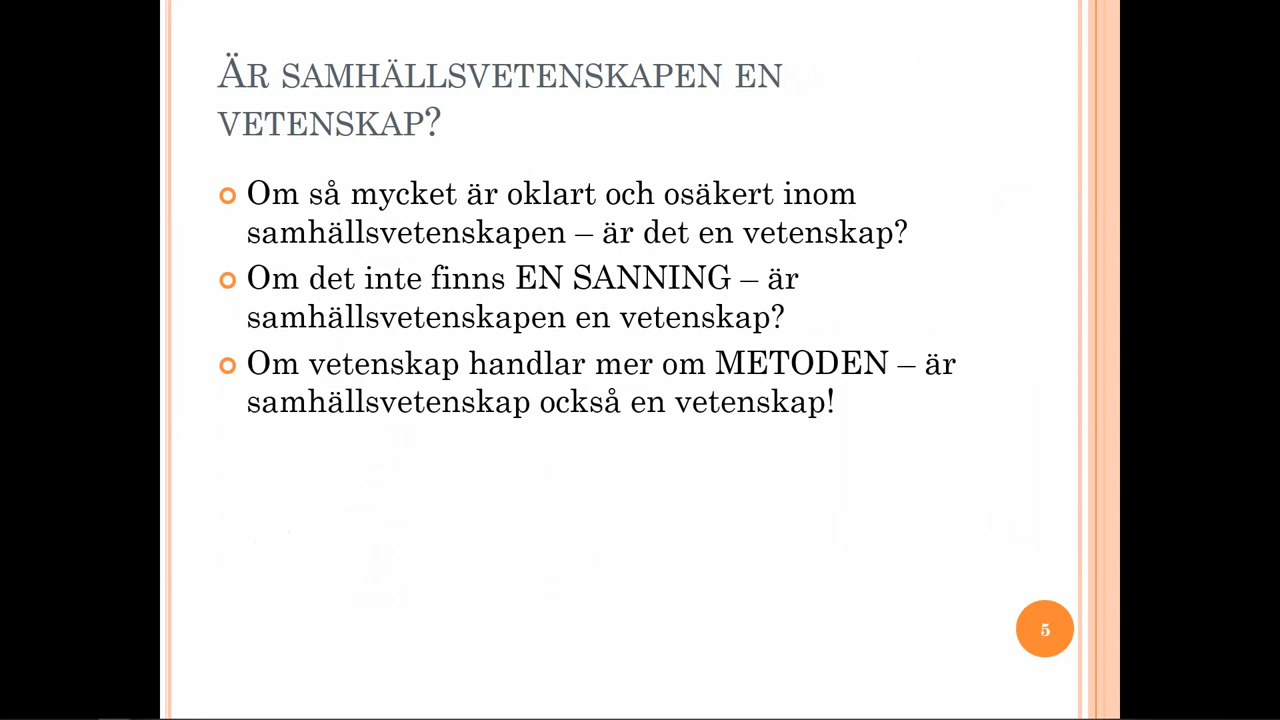 Är samhällsvetenskapen en
vetenskap?
Om så mycket är oklart och osäkert inom
samhällsvetenskapen – är det en vetenskap?
Om det inte finns EN SANNING – är
samhällsvetenskapen en vetenskap?
Om vetenskap handlar mer om METODEN – är
samhällsvetenskap också en vetenskap!
5